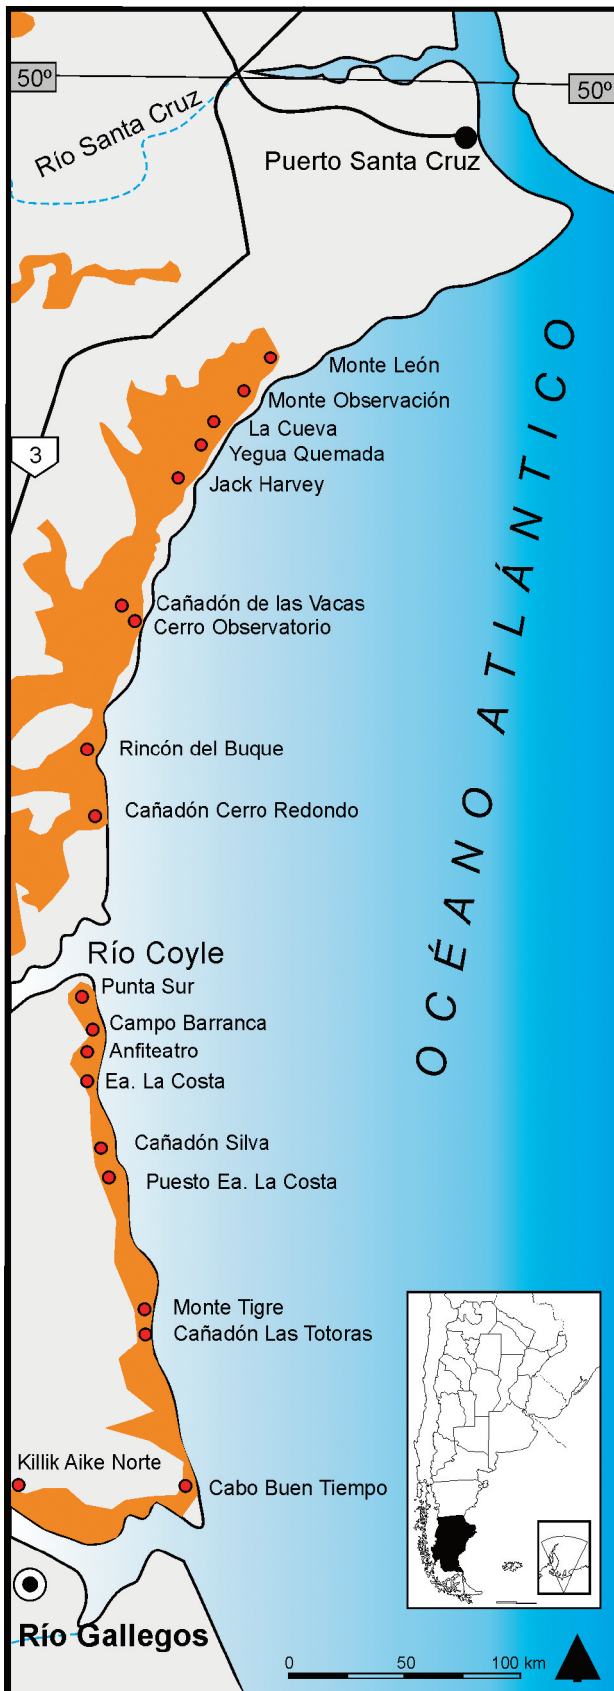 50º
50º
Río Santa Cruz
Puerto Santa Cruz
Monte León
Monte Observación
La Cueva
Yegua Quemada
3
Jack Harvey
OCÉANO ATLÁNTICO
Cañadón de las Vacas
Cerro Observatorio
Rincón del Buque
Cañadón Cerro Redondo
Río Coyle
Punta Sur
Campo Barranca
Anfiteatro
Ea. La Costa
Cañadón Silva
Puesto Ea. La Costa
Monte Tigre
Cañadón Las Totoras
Killik Aike Norte
Cabo Buen Tiempo
Río Gallegos
0 50 100 km